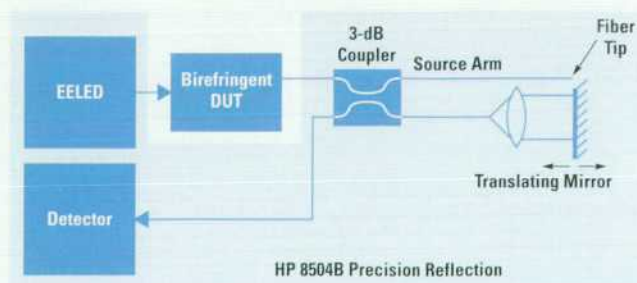 3-dB
Coupler
Source Arm
Fiber
Tip
EELED
Birefringent
DUT
Translating Mirror
Detector
HP 8504B Precision Reflection